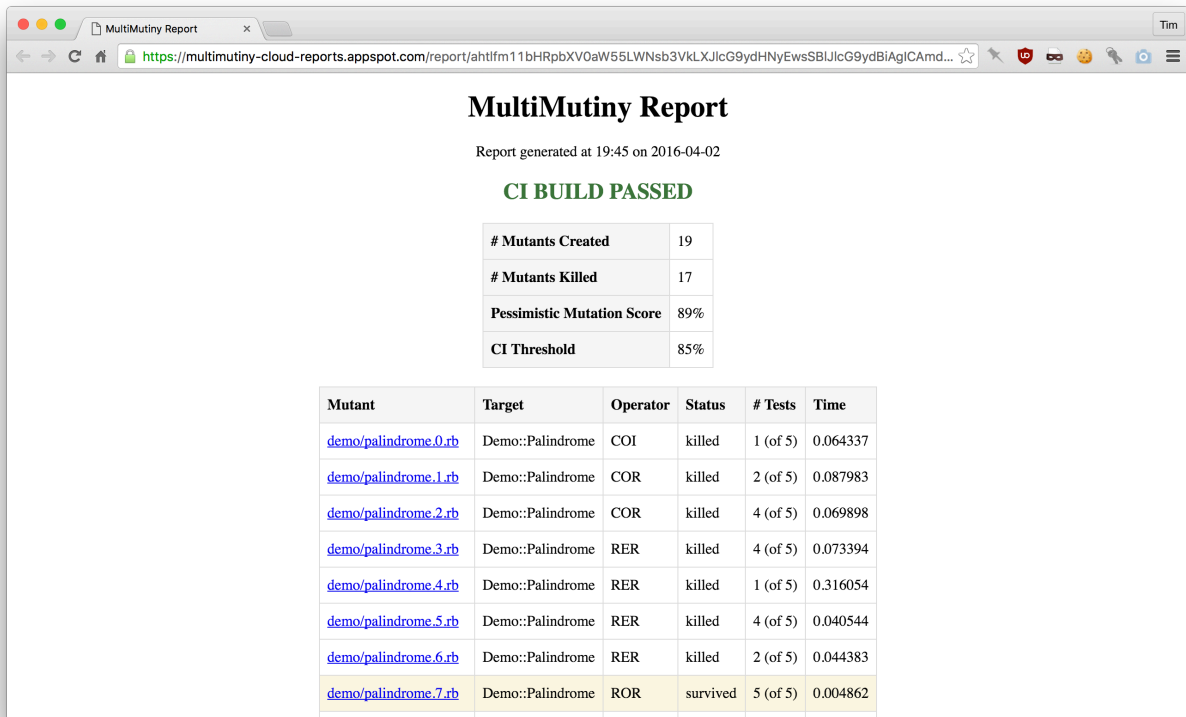 MultiMutiny Report
Tim
https://multimutiny-cloud-reports.appspot.com/report/ahtlfm11bHRpbXV0aW55LWNsb3VkLXJlcG9ydHNyEwsSBlJlcG9ydBiAgICAmd...
MultiMutiny Report
Report generated at 19:45 on 2016-04-02
CI BUILD PASSED
# Mutants Created 19
# Mutants Killed 17
Pessimistic Mutation Score 89%
CI Threshold 85%
Mutant Target Operator Status # Tests Time
demo/palindrome.0.rb Demo::Palindrome COI killed 1 (of 5) 0.064337
demo/palindrome.1.rb Demo::Palindrome COR killed 2 (of 5) 0.087983
demo/palindrome.2.rb Demo::Palindrome COR killed 4 (of 5) 0.069898
demo/palindrome.3.rb Demo::Palindrome RER killed 4 (of 5) 0.073394
demo/palindrome.4.rb Demo::Palindrome RER killed 1 (of 5) 0.316054
demo/palindrome.5.rb Demo::Palindrome RER killed 4 (of 5) 0.040544
demo/palindrome.6.rb Demo::Palindrome RER killed 2 (of 5) 0.044383
demo/palindrome.7.rb Demo::Palindrome ROR survived 5 (of 5) 0.004862